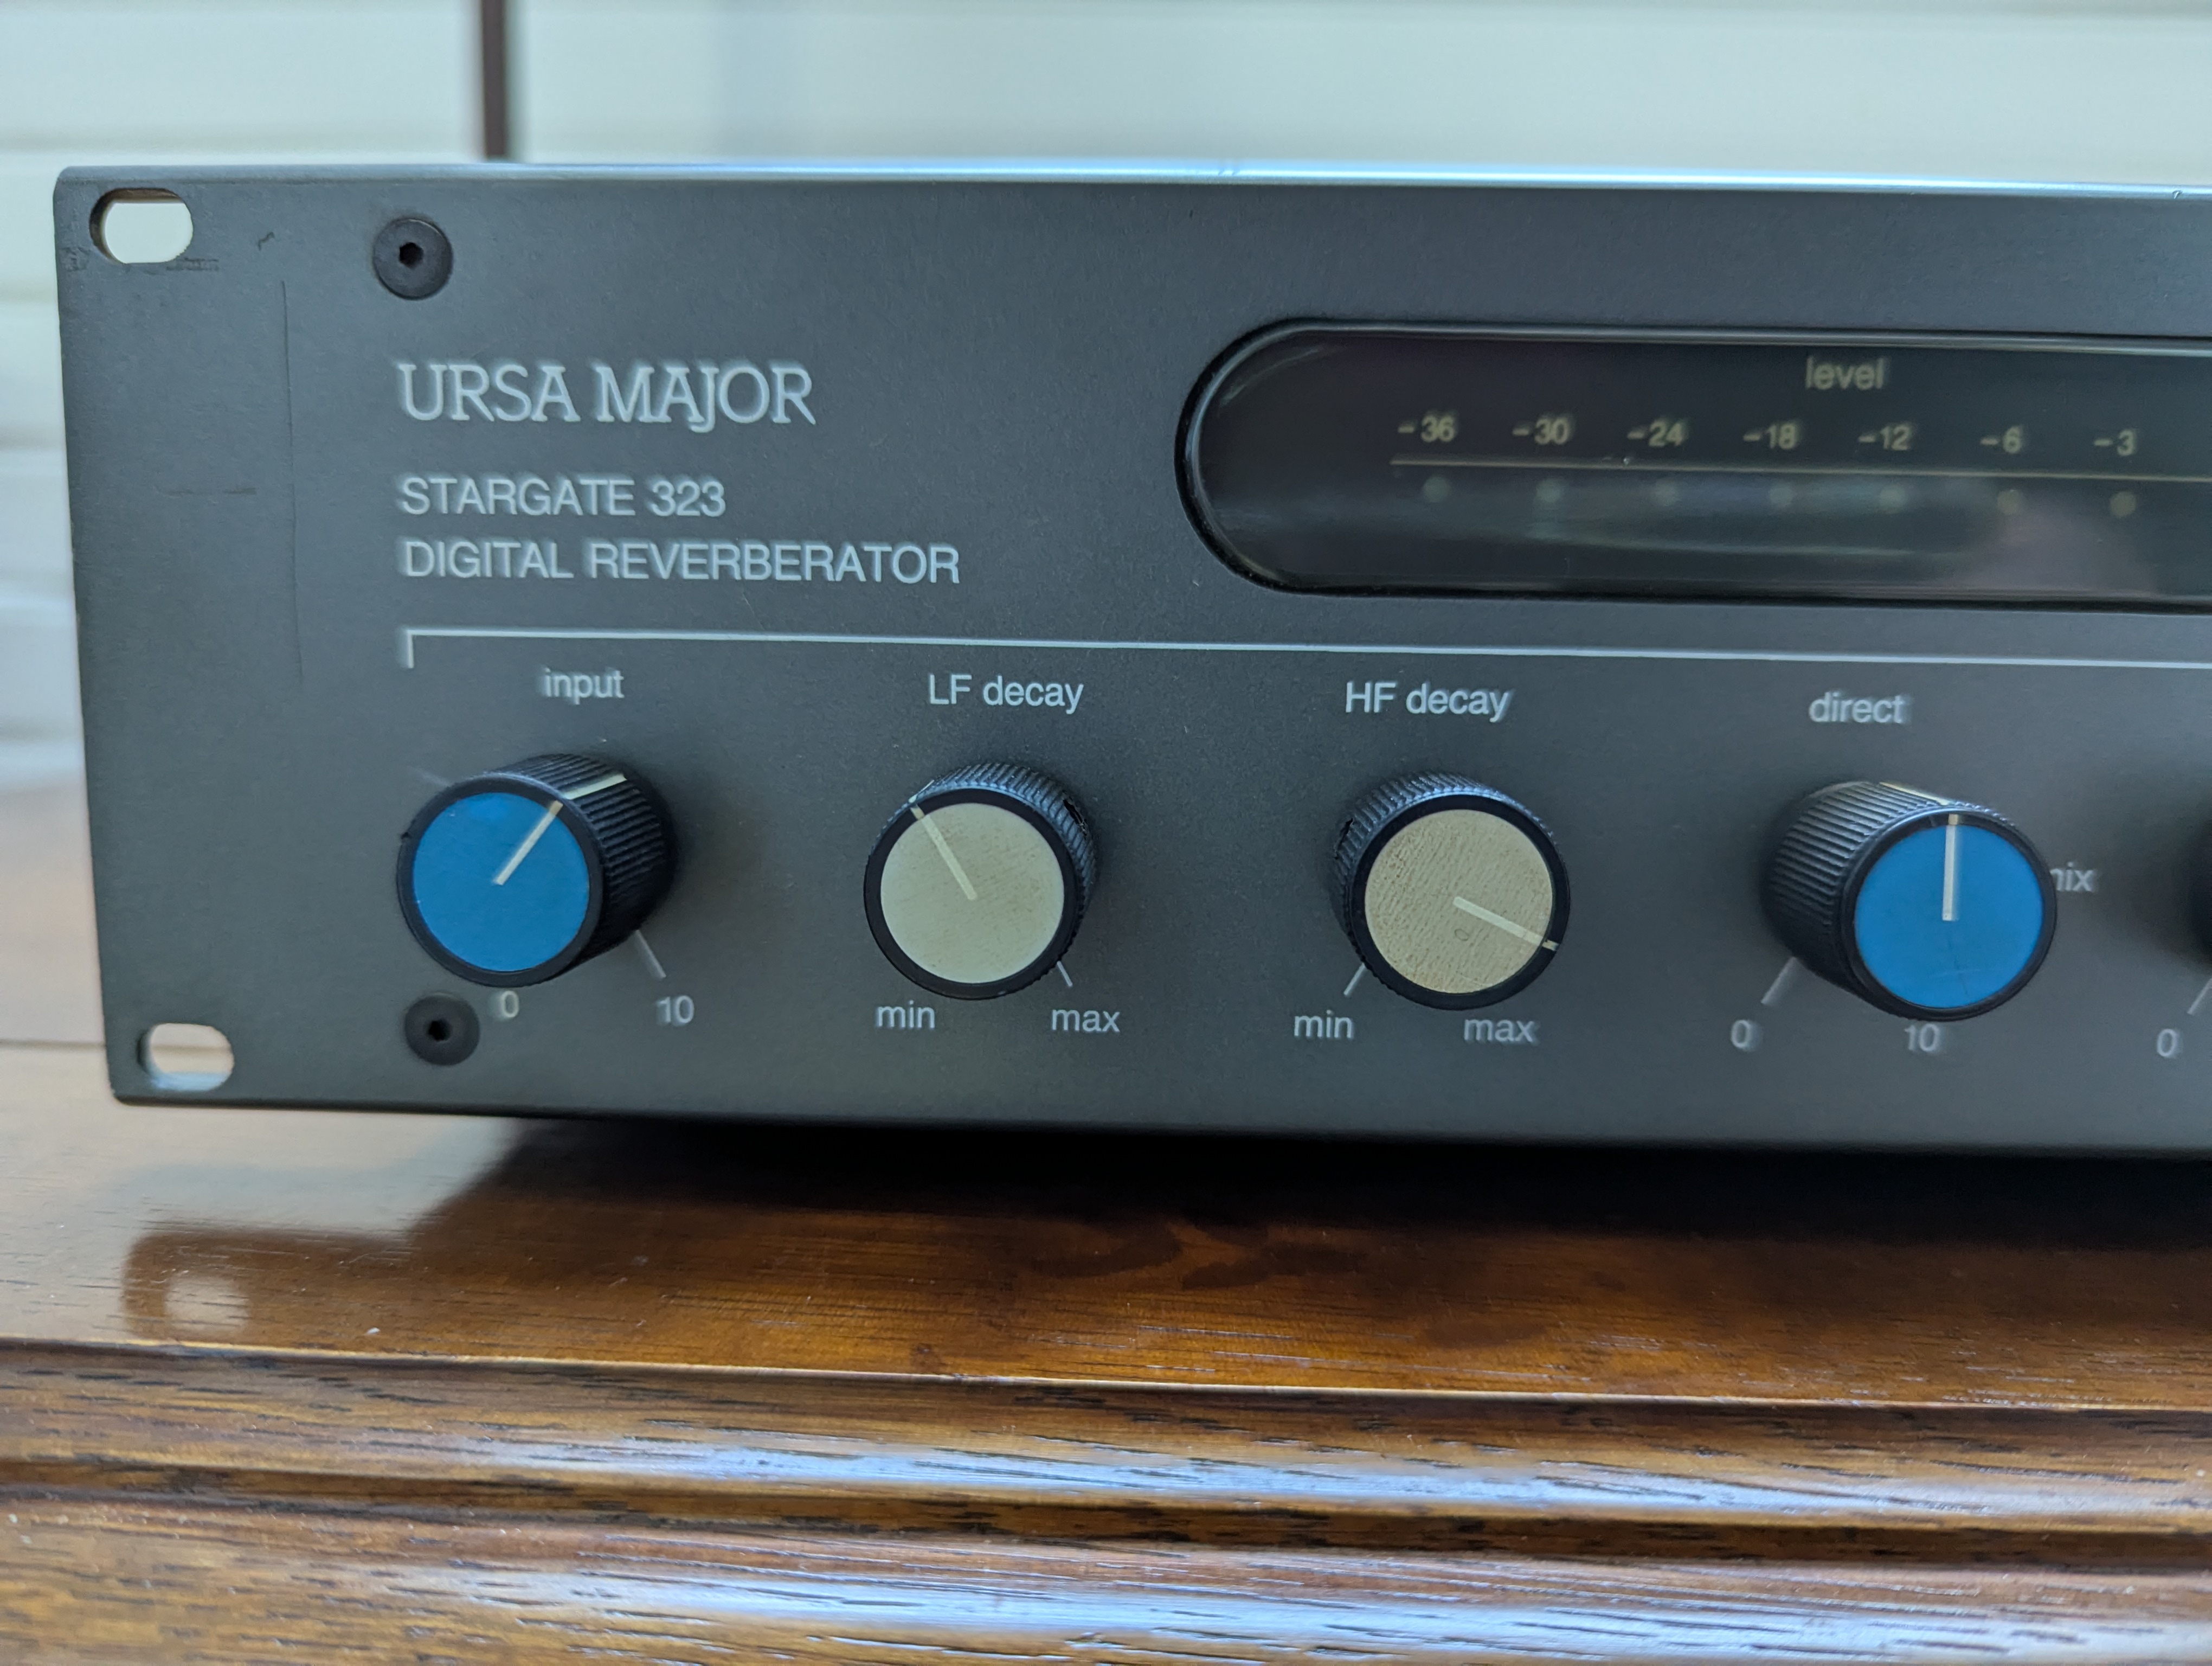 URSA MAJOR
STARGATE 323
DIGITAL REVERBERATOR
level
-36 -30 -24 -18 -12 -6 -3
input LF decay HF decay direct
0 10 min max min max 0 10 0